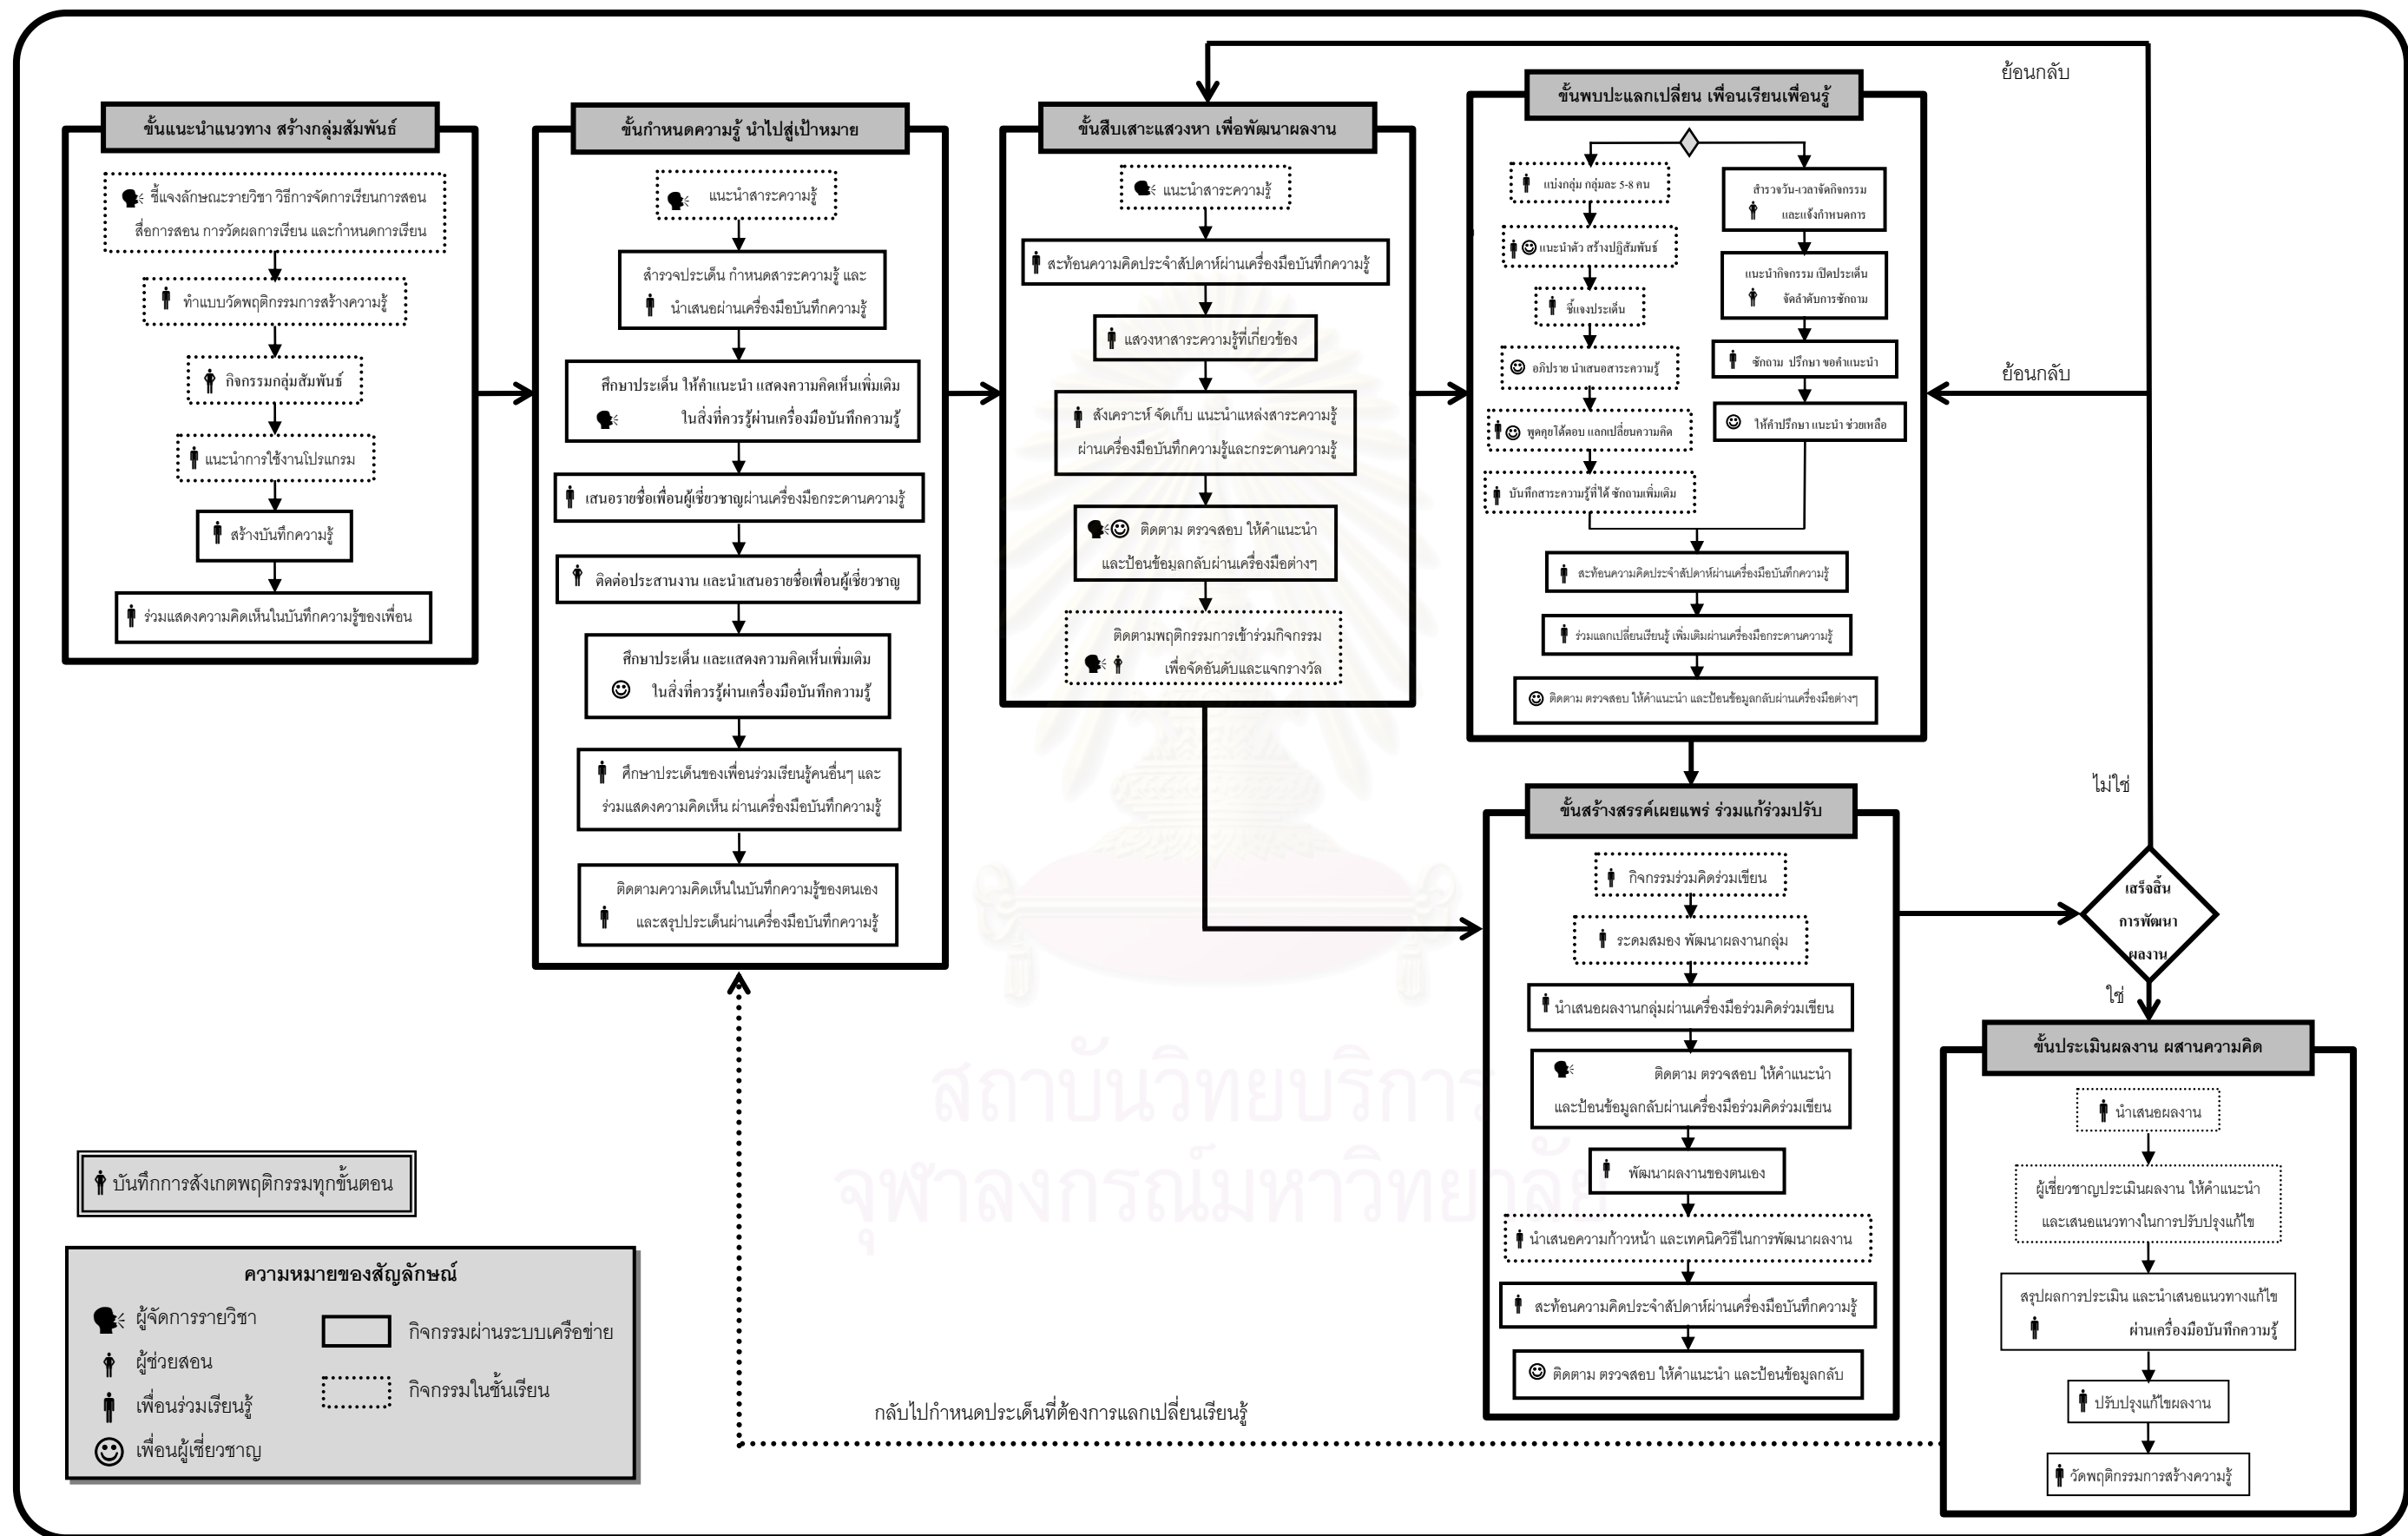 ย้อนกลับ
ขั้นแนะนำแนวทาง สร้างกลุ่มสัมพันธ์
ชี้แจงลักษณะรายวิชา วิธีการจัดการเรียนการสอน
สื่อการสอน การวัดผลการเรียน และกำหนดการเรียน
ทำแบบวัดพฤติกรรมการสร้างความรู้
กิจกรรมกลุ่มสัมพันธ์
แนะนำการใช้งานโปรแกรม
สร้างบันทึกความรู้
ร่วมแสดงความคิดเห็นในบันทึกความรู้ของเพื่อน
ขั้นกำหนดความรู้ นำไปสู่เป้าหมาย
แนะนำสาระความรู้
สำรวจประเด็น กำหนดสาระความรู้ และ
นำเสนอผ่านเครื่องมือบันทึกความรู้
ศึกษาประเด็น ให้คำแนะนำ แสดงความคิดเห็นเพิ่มเติม
ในสิ่งที่ควรรู้ผ่านเครื่องมือบันทึกความรู้
เสนอรายชื่อเพื่อนผู้เชี่ยวชาญผ่านเครื่องมือกระดานความรู้
ติดต่อประสานงาน และนำเสนอรายชื่อเพื่อนผู้เชี่ยวชาญ
ศึกษาประเด็น และแสดงความคิดเห็นเพิ่มเติม
ในสิ่งที่ควรรู้ผ่านเครื่องมือบันทึกความรู้
ศึกษาประเด็นของเพื่อนร่วมเรียนรู้คนอื่นๆ และ
ร่วมแสดงความคิดเห็น ผ่านเครื่องมือบันทึกความรู้
ติดตามความคิดเห็นในบันทึกความรู้ของตนเอง
และสรุปประเด็นผ่านเครื่องมือบันทึกความรู้
ขั้นสืบเสาะแสวงหา เพื่อพัฒนาผลงาน
แนะนำสาระความรู้
สะท้อนความคิดประจำสัปดาห์ผ่านเครื่องมือบันทึกความรู้
แสวงหาสาระความรู้ที่เกี่ยวข้อง
สังเคราะห์ จัดเก็บ แนะนำแหล่งสาระความรู้
ผ่านเครื่องมือบันทึกความรู้และกระดานความรู้
ติดตาม ตรวจสอบ ให้คำแนะนำ
และป้อนข้อมูลกลับผ่านเครื่องมือต่างๆ
ติดตามพฤติกรรมการเข้าร่วมกิจกรรม
เพื่อจัดอันดับและแจกรางวัล
ขั้นพบปะแลกเปลี่ยน เพื่อนเรียนเพื่อนรู้
แบ่งกลุ่ม กลุ่มละ 5-8 คน
แนะนำตัว สร้างปฏิสัมพันธ์
ชี้แจงประเด็น
อภิปราย นำเสนอสาระความรู้
พูดคุยโต้ตอบ แลกเปลี่ยนความคิด
บันทึกสาระความรู้ที่ได้ ซักถามเพิ่มเติม
สำรวจวัน-เวลาจัดกิจกรรม
และแจ้งกำหนดการ
แนะนำกิจกรรม เปิดประเด็น
จัดลำดับการซักถาม
ซักถาม ปรึกษา ขอคำแนะนำ
ให้คำปรึกษา แนะนำ ช่วยเหลือ
สะท้อนความคิดประจำสัปดาห์ผ่านเครื่องมือบันทึกความรู้
ร่วมแลกเปลี่ยนเรียนรู้ เพิ่มเติมผ่านเครื่องมือกระดานความรู้
ติดตาม ตรวจสอบ ให้คำแนะนำ และป้อนข้อมูลกลับผ่านเครื่องมือต่างๆ
ย้อนกลับ
ไม่ใช่
ขั้นสร้างสรรค์เผยแพร่ ร่วมแก้ร่วมปรับ
กิจกรรมร่วมคิดร่วมเขียน
ระดมสมอง พัฒนาผลงานกลุ่ม
นำเสนอผลงานกลุ่มผ่านเครื่องมือร่วมคิดร่วมเขียน
ติดตาม ตรวจสอบ ให้คำแนะนำ
และป้อนข้อมูลกลับผ่านเครื่องมือร่วมคิดร่วมเขียน
พัฒนาผลงานของตนเอง
นำเสนอความก้าวหน้า และเทคนิควิธีในการพัฒนาผลงาน
สะท้อนความคิดประจำสัปดาห์ผ่านเครื่องมือบันทึกความรู้
ติดตาม ตรวจสอบ ให้คำแนะนำ และป้อนข้อมูลกลับ
เสร็จสิ้น
การพัฒนา
ผลงาน
ใช่
ขั้นประเมินผลงาน ผสานความคิด
นำเสนอผลงาน
ผู้เชี่ยวชาญประเมินผลงาน ให้คำแนะนำ
และเสนอแนวทางในการปรับปรุงแก้ไข
สรุปผลการประเมิน และนำเสนอแนวทางแก้ไข
ผ่านเครื่องมือบันทึกความรู้
ปรับปรุงแก้ไขผลงาน
วัดพฤติกรรมการสร้างความรู้
กลับไปกำหนดประเด็นที่ต้องการแลกเปลี่ยนเรียนรู้
สถาบันวิทยบริการ
จุฬาลงกรณ์มหาวิทยาลัย
บันทึกการสังเกตพฤติกรรมทุกขั้นตอน
ความหมายของสัญลักษณ์
ผู้จัดการรายวิชา
ผู้ช่วยสอน
เพื่อนร่วมเรียนรู้
เพื่อนผู้เชี่ยวชาญ
กิจกรรมผ่านระบบเครือข่าย
กิจกรรมในชั้นเรียน